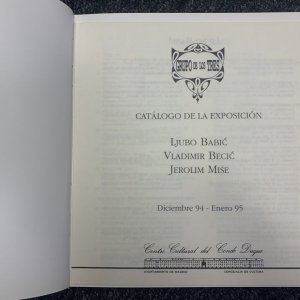 GRUPO DE LOS TRES
CATÁLOGO DE LA EXPOSICIÓN
LJUBO BABIĆ
VLADIMIR BECIĆ
JEROLIM MISE
Diciembre 94 - Enero 95
Centro Cultural del Conde Duque
AYUNTAMIENTO DE MADRID CONCEJALIA DE CULTURA